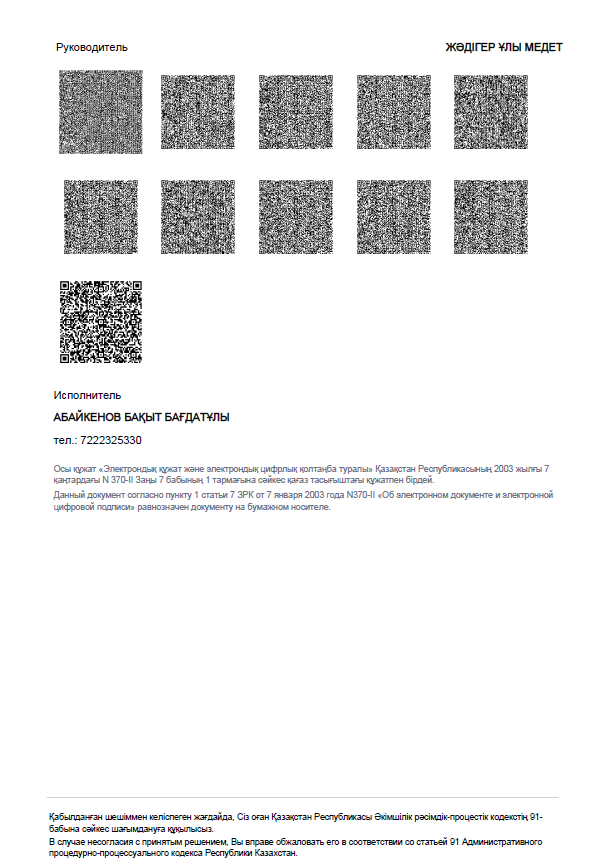 Руководитель ЖӘДІГЕР ҰЛЫ МЕДЕТ
Исполнитель
АБАЙКЕНОВ БАҚЫТ БАҒДАТҰЛЫ
тел.: 7222325330
Осы құжат «Электрондық құжат және электрондық цифрлық қолтаңба туралы» Қазақстан Республикасының 2003 жылғы 7
қаңтардағы N 370-II Заңы 7 бабының 1 тармағына сәйкес қағаз тасығыштағы құжатпен бірдей.
Данный документ согласно пункту 1 статьи 7 ЗРК от 7 января 2003 года N370-II «Об электронном документе и электронной
цифровой подписи» равнозначен документу на бумажном носителе.
Қабылданған шешіммен келіспеген жағдайда, Сіз оған Қазақстан Республикасы Әкімшілік рәсімдік-процестік кодекстің 91-
бабына сәйкес шағымдануға құқылысыз.
В случае несогласия с принятым решением, Вы вправе обжаловать его в соответствии со статьей 91 Административного
процедурно-процессуального кодекса Республики Казахстан.